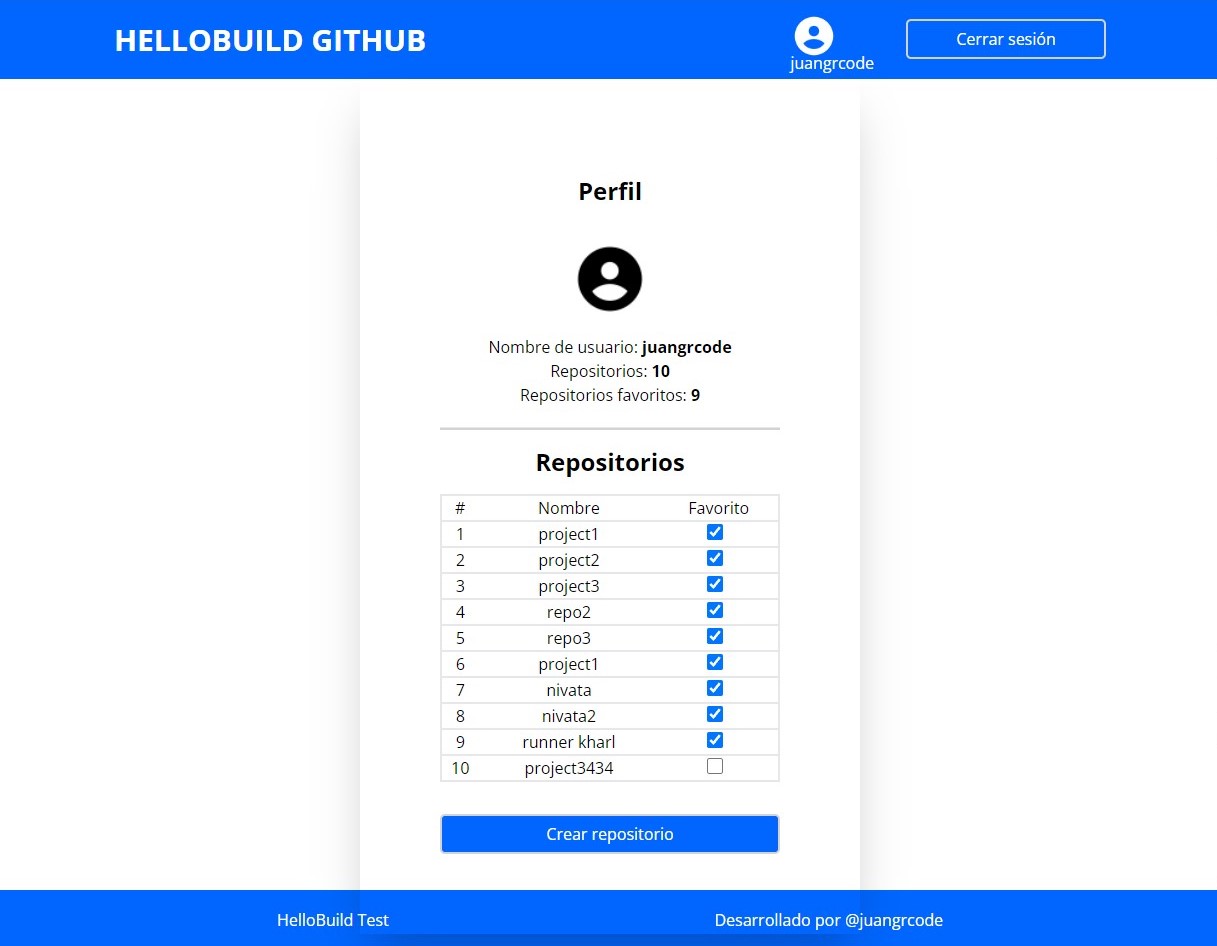 HELLOBUILD GITHUB
juangrcode
Cerrar sesión
Perfil
Nombre de usuario: juangrcode
Repositorios: 10
Repositorios favoritos: 9
Repositorios
# Nombre Favorito
1 project1
2 project2
3 project3
4 repo2
5 repo3
6 project1
7 nivata
8 nivata2
9 runner kharl
10 project3434
Crear repositorio
HelloBuild Test
Desarrollado por @juangrcode